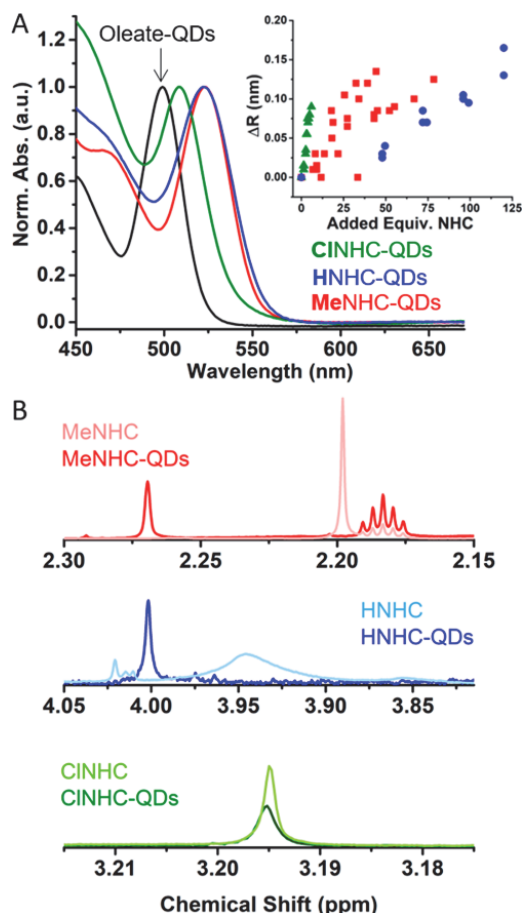 A
Oleate-QDs
Norm. Abs. (a.u.)
1.2
1.0
0.8
0.6
0.4
0.2
0.0
450 500 550 600 650
Wavelength (nm)
ΔR (nm)
0.20
0.15
0.10
0.05
0.00
0 25 50 75 100 125
Added Equiv. NHC
ClNHC-QDs
HNHC-QDs
MeNHC-QDs
B
MeNHC
MeNHC-QDs
2.30 2.25 2.20 2.15
HNHC
HNHC-QDs
4.05 4.00 3.95 3.90 3.85
ClNHC
ClNHC-QDs
3.21 3.20 3.19 3.18
Chemical Shift (ppm)